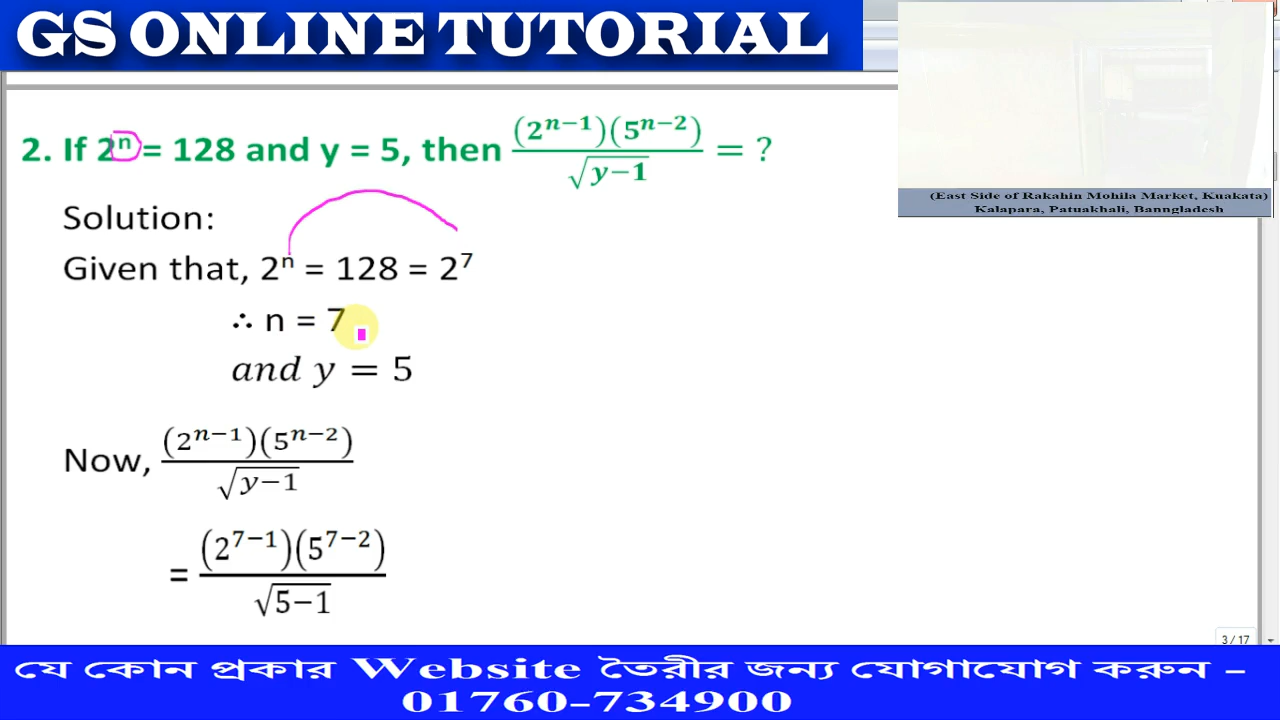 GS ONLINE TUTORIAL
(East Side of Rakahin Mohila Market, Kuakata)
Kalapara, Patuakhali, Banngladesh
2. If 2ⁿ = 128 and y = 5, then (2ⁿ⁻¹)(5ⁿ⁻²) / √(y−1) = ?
Solution:
Given that, 2ⁿ = 128 = 2⁷
∴ n = 7
and y = 5
Now, (2ⁿ⁻¹)(5ⁿ⁻²) / √(y−1)
= (2⁷⁻¹)(5⁷⁻²) / √(5−1)
3 / 17
যে কোন প্রকার Website তৈরীর জন্য যোগাযোগ করুন –
01760-734900